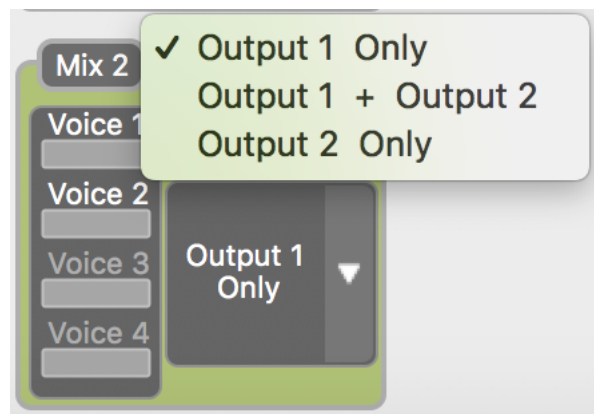 ✓ Output 1 Only
Output 1 + Output 2
Output 2 Only
Mix 2
Voice 1
Voice 2
Voice 3
Voice 4
Output 1
Only